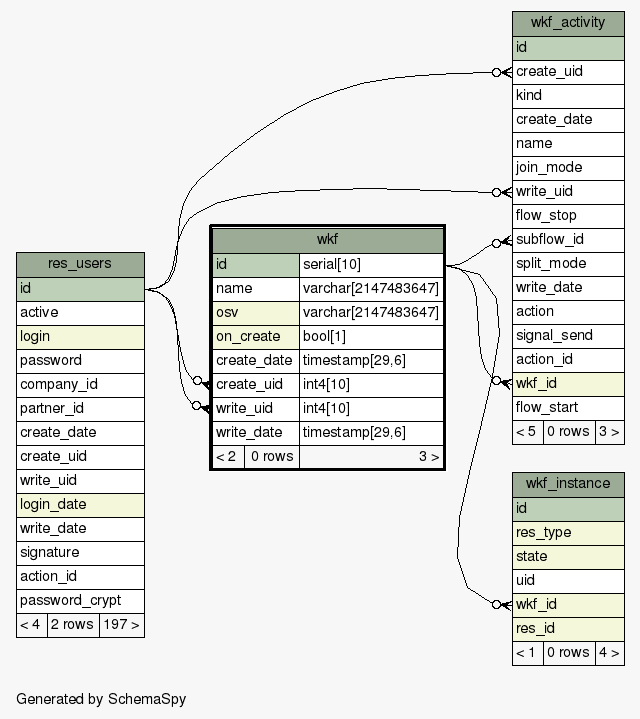 res_users
id
active
login
password
company_id
partner_id
create_date
create_uid
write_uid
login_date
write_date
signature
action_id
password_crypt
< 4 2 rows 197 >
wkf
id serial[10]
name varchar[2147483647]
osv varchar[2147483647]
on_create bool[1]
create_date timestamp[29,6]
create_uid int4[10]
write_uid int4[10]
write_date timestamp[29,6]
< 2 0 rows 3 >
wkf_activity
id
create_uid
kind
create_date
name
join_mode
write_uid
flow_stop
subflow_id
split_mode
write_date
action
signal_send
action_id
wkf_id
flow_start
< 5 0 rows 3 >
wkf_instance
id
res_type
state
uid
wkf_id
res_id
< 1 0 rows 4 >
Generated by SchemaSpy